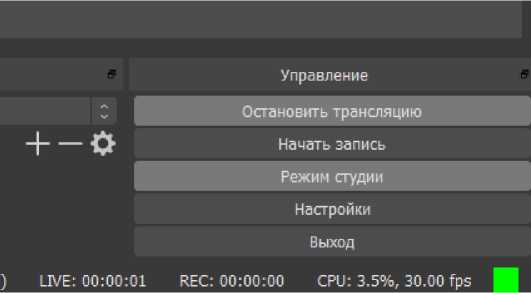 Управление
Остановить трансляцию
Начать запись
Режим студии
Настройки
Выход
) LIVE: 00:00:01 REC: 00:00:00 CPU: 3.5%, 30.00 fps